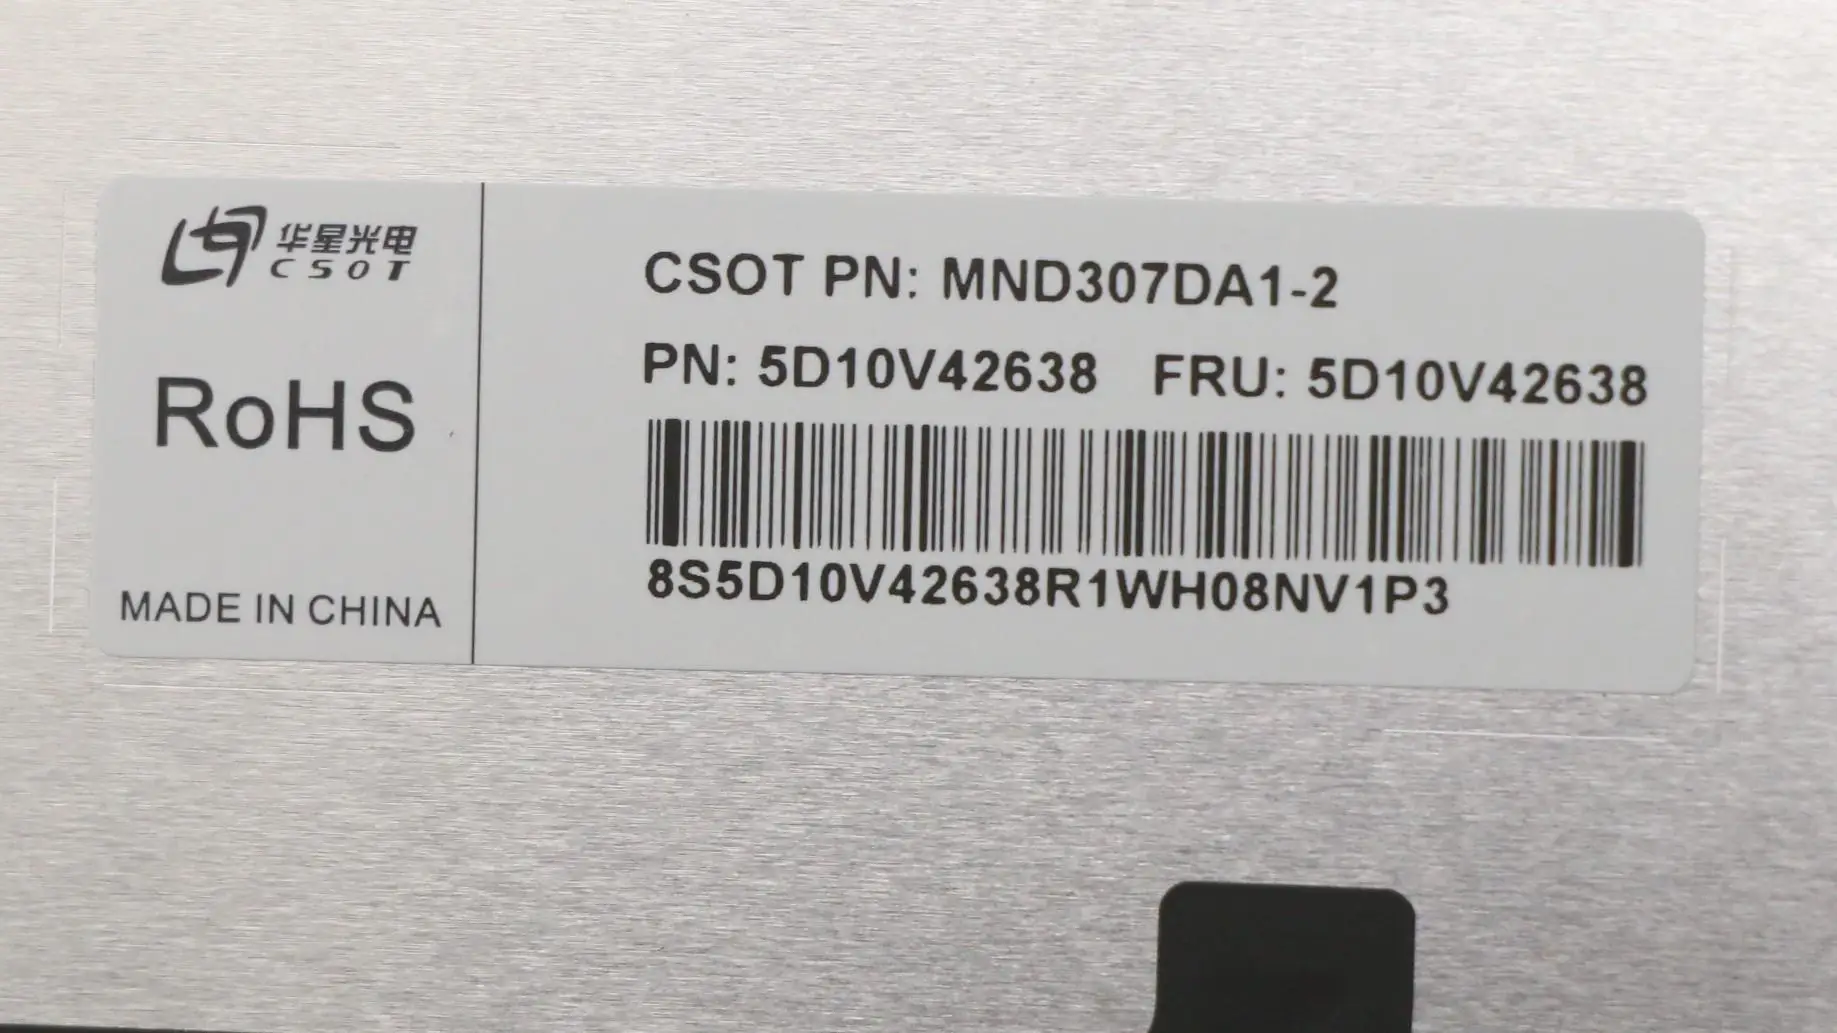 华星光电
CSOT
RoHS
MADE IN CHINA
CSOT PN: MND307DA1-2
PN: 5D10V42638 FRU: 5D10V42638
8S5D10V42638R1WH08NV1P3